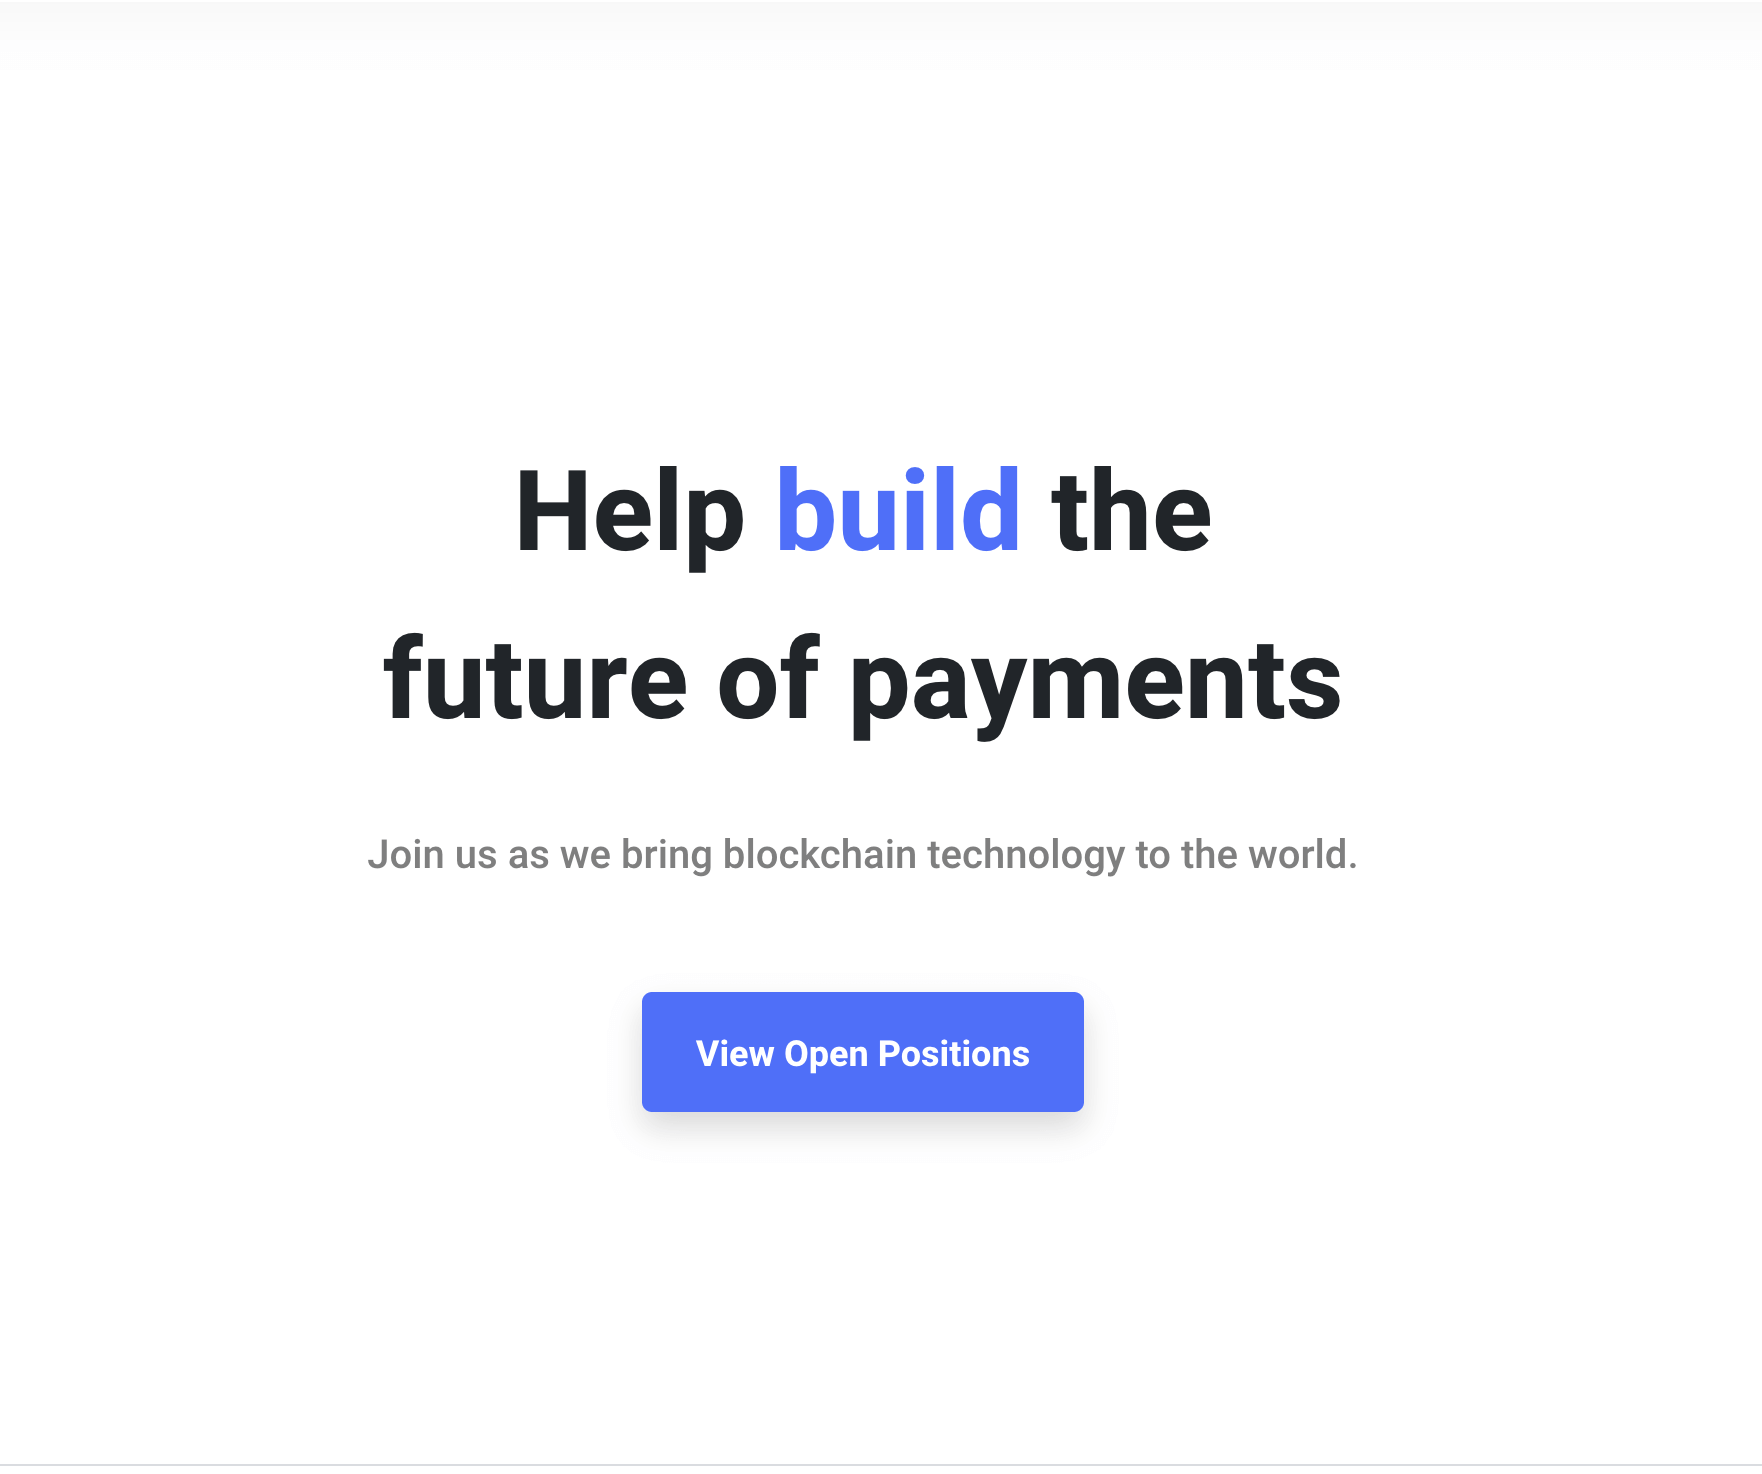 Help build the
future of payments
Join us as we bring blockchain technology to the world.
View Open Positions